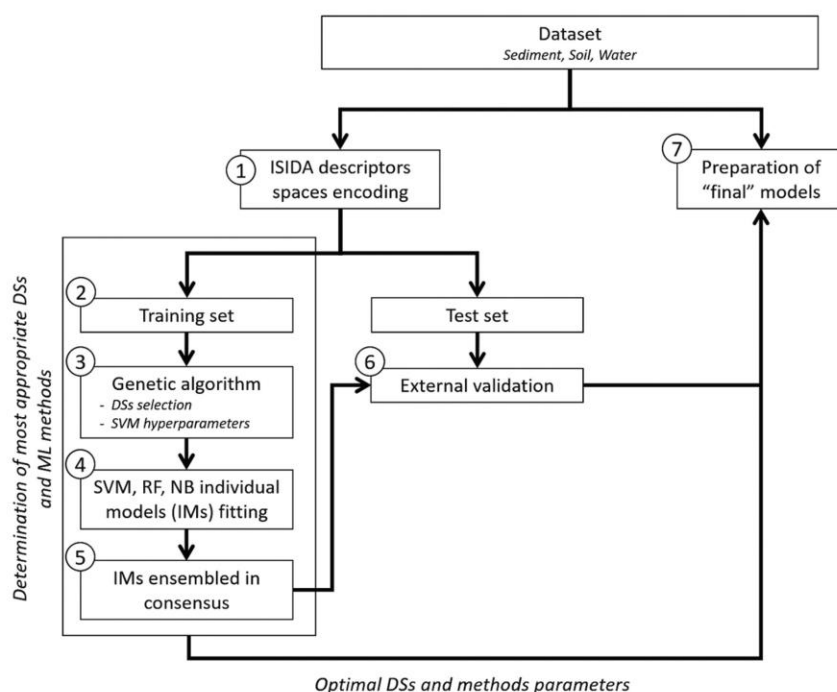 Dataset
Sediment, Soil, Water
1
ISIDA descriptors
spaces encoding
7
Preparation of
“final” models
Determination of most appropriate DSs
and ML methods
2
Training set
Test set
3
Genetic algorithm
- DSs selection
- SVM hyperparameters
6
External validation
4
SVM, RF, NB individual
models (IMs) fitting
5
IMs ensembled in
consensus
Optimal DSs and methods parameters